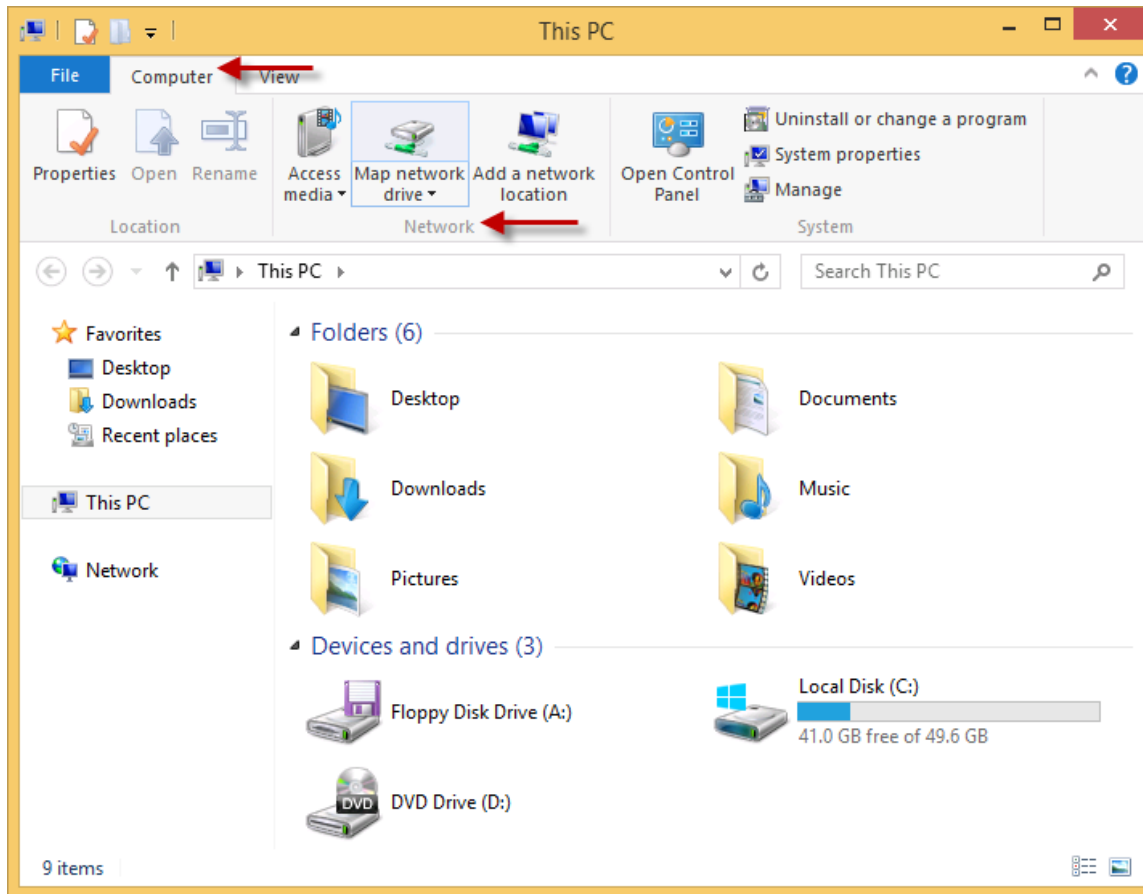 This PC
File Computer View
Properties Open Rename Access media Map network drive Add a network location Open Control Panel
Uninstall or change a program
System properties
Manage
Location Network System
This PC Search This PC
Favorites
Desktop
Downloads
Recent places
This PC
Network
Folders (6)
Desktop Documents
Downloads Music
Pictures Videos
Devices and drives (3)
Floppy Disk Drive (A:)
Local Disk (C:)
41.0 GB free of 49.6 GB
DVD
DVD Drive (D:)
9 items